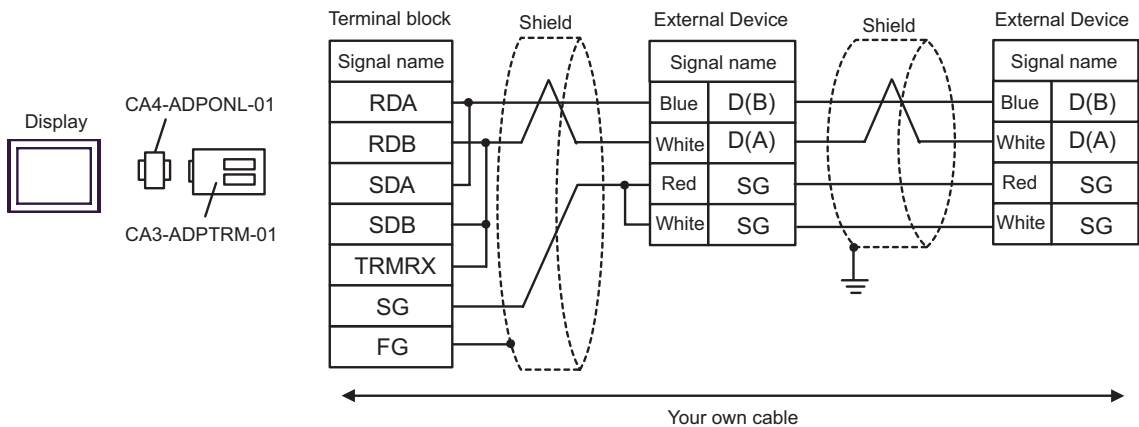 Display
CA4-ADPONL-01
CA3-ADPTRM-01
Terminal block
Signal name
RDA
RDB
SDA
SDB
TRMRX
SG
FG
Shield
External Device
Signal name
Blue D(B)
White D(A)
Red SG
White SG
Shield
External Device
Signal name
Blue D(B)
White D(A)
Red SG
White SG
Your own cable